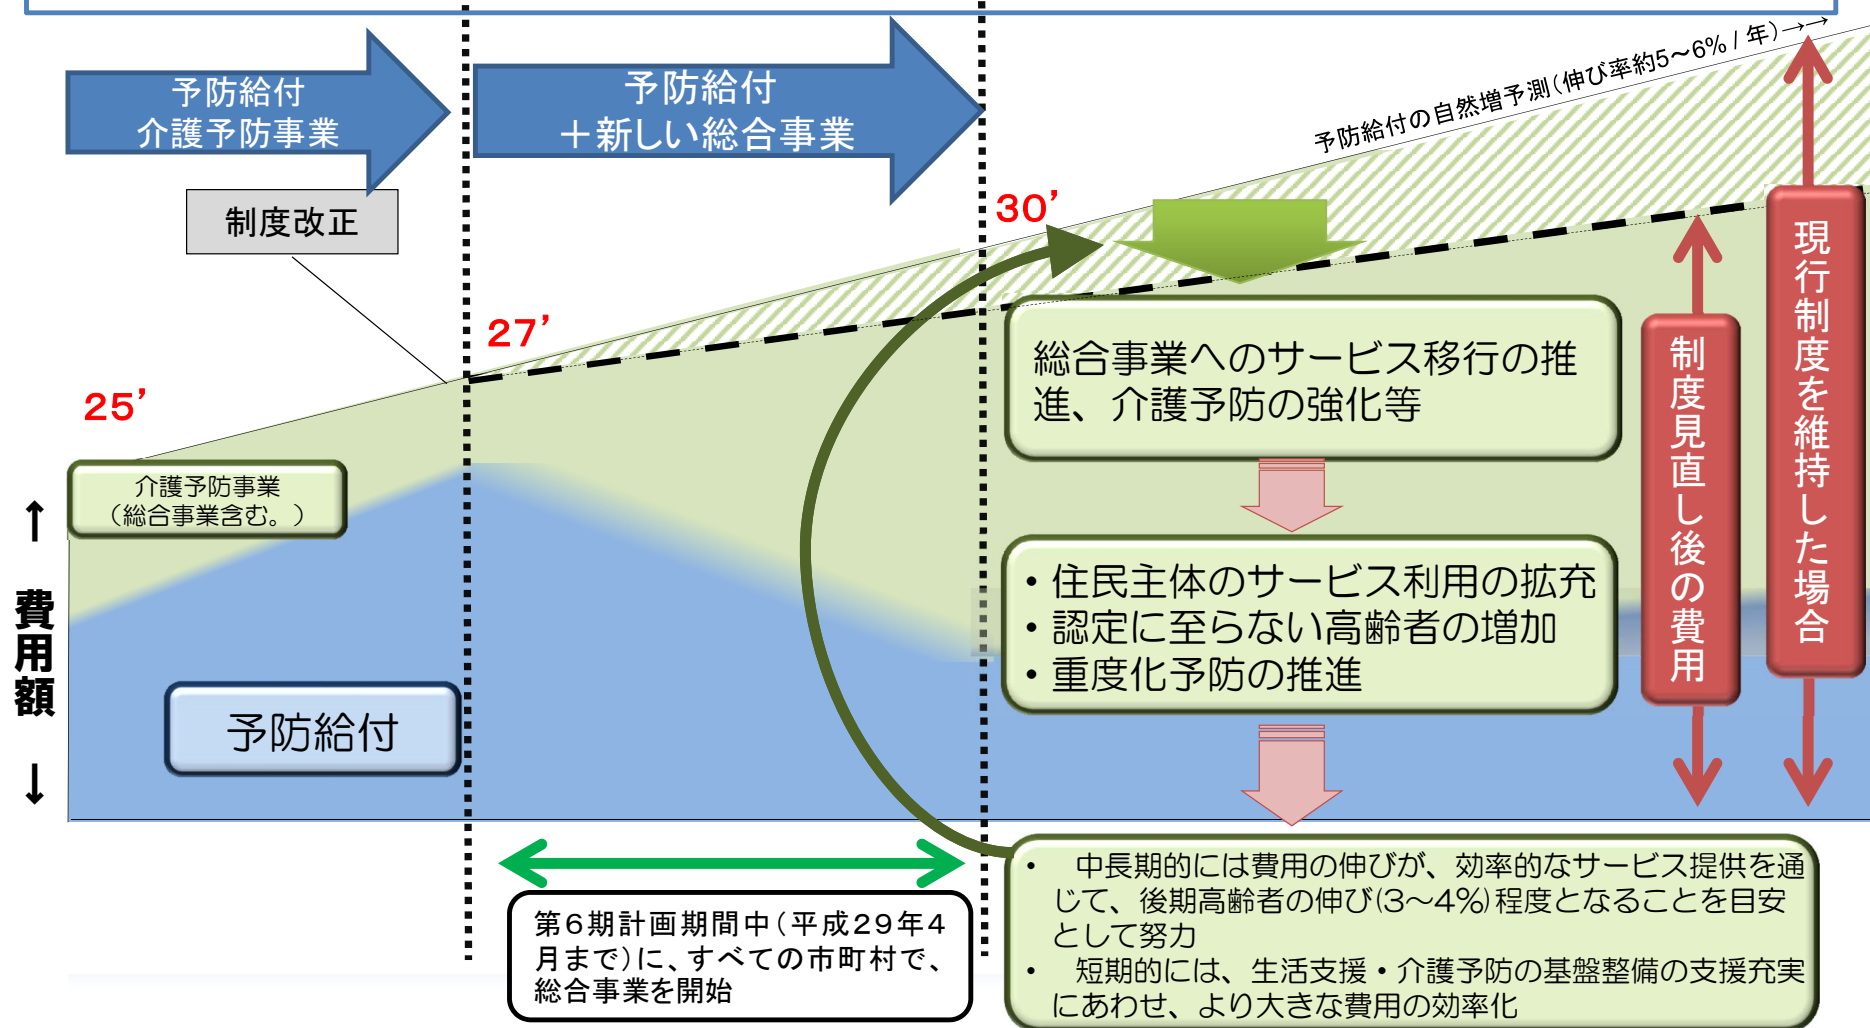 予防給付
介護予防事業
予防給付
＋新しい総合事業
予防給付の自然増予測(伸び率約5～6% / 年)→→
制度改正
30’
27’
25’
介護予防事業
（総合事業含む。）
総合事業へのサービス移行の推
進、介護予防の強化等
・住民主体のサービス利用の拡充
・認定に至らない高齢者の増加
・重度化予防の推進
制度見直し後の費用
現行制度を維持した場合
← 費用額 →
予防給付
第６期計画期間中(平成29年４
月まで)に、すべての市町村で、
総合事業を開始
・　中長期的には費用の伸びが、効率的なサービス提供を通
じて、後期高齢者の伸び(3～4%)程度となることを目安
として努力
・　短期的には、生活支援・介護予防の基盤整備の支援充実
にあわせ、より大きな費用の効率化